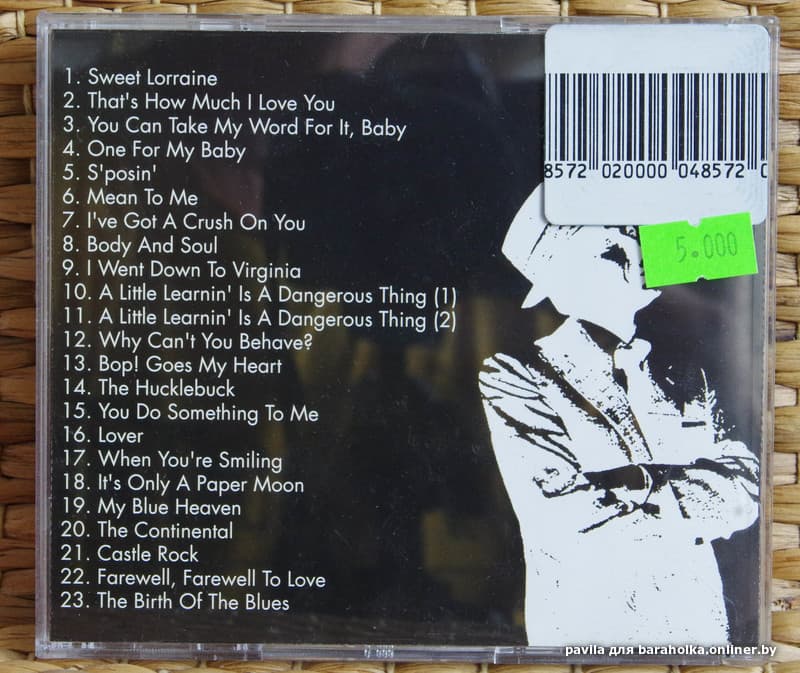 1. Sweet Lorraine
2. That's How Much I Love You
3. You Can Take My Word For It, Baby
4. One For My Baby
5. S'posin'
6. Mean To Me
7. I've Got A Crush On You
8. Body And Soul
9. I Went Down To Virginia
10. A Little Learnin' Is A Dangerous Thing (1)
11. A Little Learnin' Is A Dangerous Thing (2)
12. Why Can't You Behave?
13. Bop! Goes My Heart
14. The Hucklebuck
15. You Do Something To Me
16. Lover
17. When You're Smiling
18. It's Only A Paper Moon
19. My Blue Heaven
20. The Continental
21. Castle Rock
22. Farewell, Farewell To Love
23. The Birth Of The Blues
8572 020000 048572 0
5.000
pavila для baraholka.onliner.by